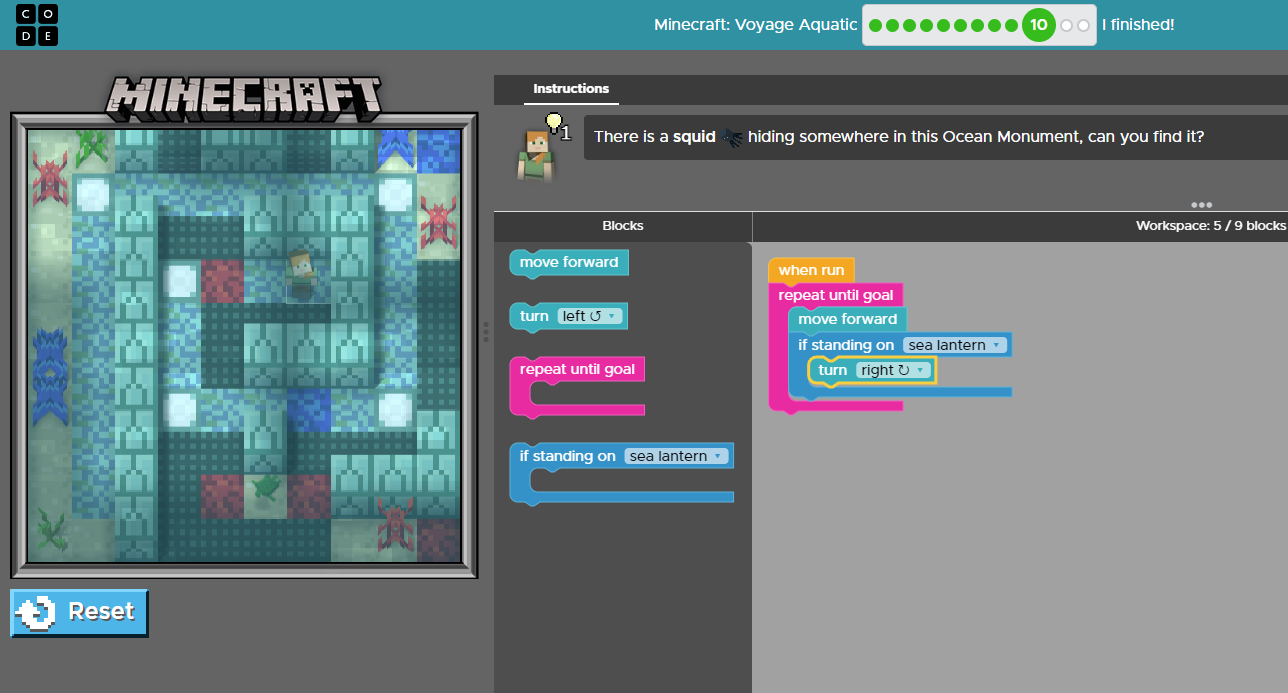 CO
DE
Minecraft: Voyage Aquatic
10
I finished!
MINECRAFT
Instructions
1
There is a squid hiding somewhere in this Ocean Monument, can you find it?
Blocks
Workspace: 5 / 9 blocks
move forward
turn left ↺
repeat until goal
if standing on sea lantern
when run
repeat until goal
move forward
if standing on sea lantern
turn right ↻
Reset